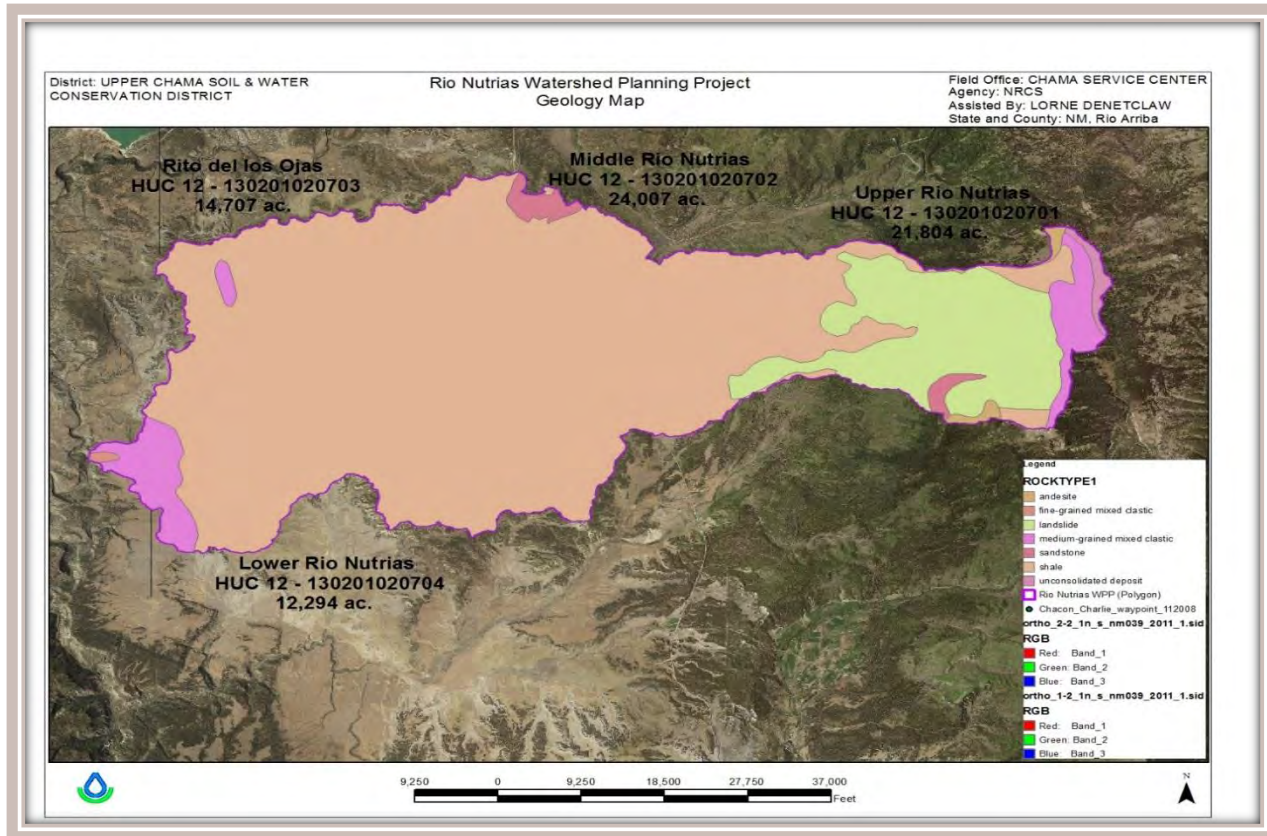 District: UPPER CHAMA SOIL & WATER
CONSERVATION DISTRICT
Rio Nutrias Watershed Planning Project
Geology Map
Field Office: CHAMA SERVICE CENTER
Agency: NRCS
Assisted By: LORNE DENETCLAW
State and County: NM, Rio Arriba
Rito del los Ojas
HUC 12 - 130201020703
14,707 ac.
Middle Rio Nutrias
HUC 12 - 130201020702
24,007 ac.
Upper Rio Nutrias
HUC 12 - 130201020701
21,804 ac.
Lower Rio Nutrias
HUC 12 - 130201020704
12,294 ac.
Legend
ROCKTYPE1
andesite
fine-grained mixed clastic
landslide
medium-grained mixed clastic
sandstone
shale
unconsolidated deposit
Rio Nutrias WPP (Polygon)
Chacon_Charlie_waypoint_112008
ortho_2-2_1n_s_nm039_2011_1.sid
RGB
Red: Band_1
Green: Band_2
Blue: Band_3
ortho_1-2_1n_s_nm039_2011_1.sid
RGB
Red: Band_1
Green: Band_2
Blue: Band_3
9,250 0 9,250 18,500 27,750 37,000
Feet
N